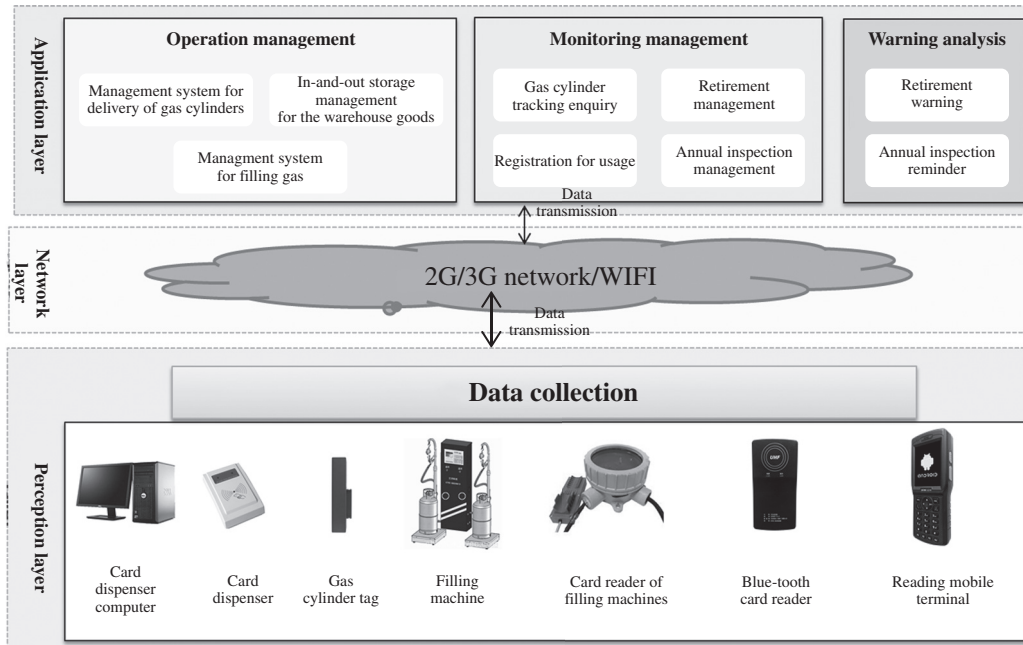 Application layer
Operation management
Management system for
delivery of gas cylinders
In-and-out storage
management
for the warehouse goods
Managment system
for filling gas
Monitoring management
Gas cylinder
tracking enquiry
Retirement
management
Registration for usage
Annual inspection
management
Warning analysis
Retirement
warning
Annual inspection
reminder
Data
transmission
Network
layer
2G/3G network/WIFI
Data
transmission
Perception layer
Data collection
ANDROID
Card
dispenser
computer
Card
dispenser
Gas
cylinder tag
Filling
machine
Card reader of
filling machines
Blue-tooth
card reader
Reading mobile
terminal